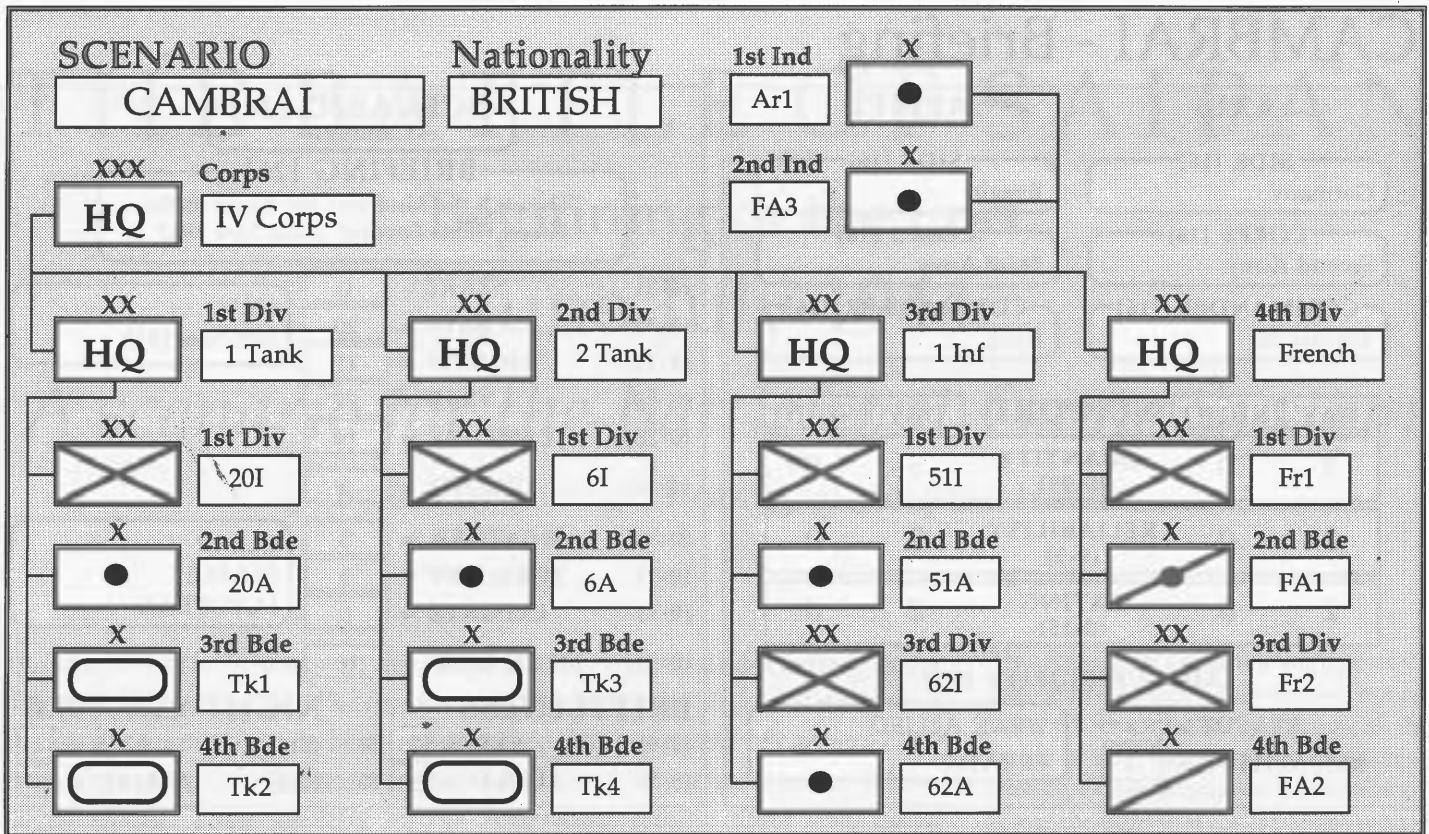 SCENARIO
Nationality
1st Ind
X
CAMBRAI
BRITISH
Ar1
2nd Ind
X
XXX
Corps
FA3
HQ
IV Corps
XX
1st Div
XX
2nd Div
XX
3rd Div
XX
4th Div
HQ
1 Tank
HQ
2 Tank
HQ
1 Inf
HQ
French
XX
1st Div
XX
1st Div
XX
1st Div
XX
1st Div
20I
6I
51I
Fr1
X
2nd Bde
X
2nd Bde
X
2nd Bde
X
2nd Bde
20A
6A
51A
FA1
X
3rd Bde
X
3rd Bde
XX
3rd Div
XX
3rd Div
Tk1
Tk3
62I
Fr2
X
4th Bde
X
4th Bde
X
4th Bde
X
4th Bde
Tk2
Tk4
62A
FA2